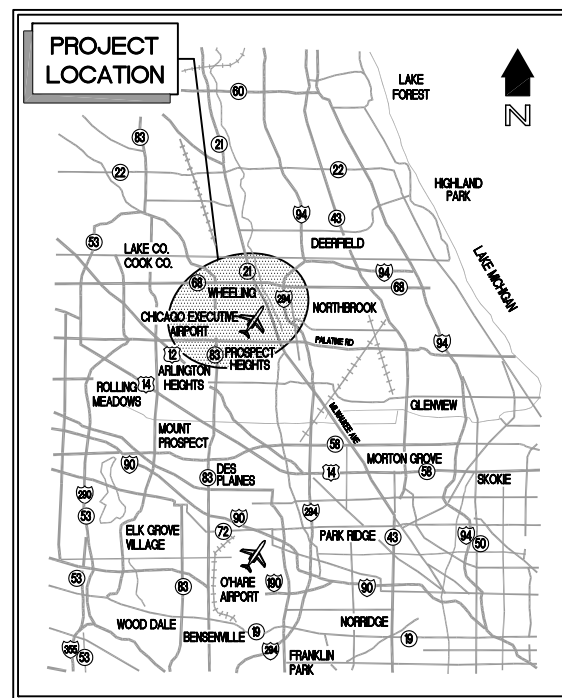 PROJECT
LOCATION
LAKE
FOREST
N
60
83
21
22
22
HIGHLAND
PARK
94
43
53
DEERFIELD
LAKE CO.
COOK CO.
LAKE MICHIGAN
21
94
68
68
WHEELING
294
NORTHBROOK
CHICAGO EXECUTIVE
AIRPORT
PALATINE RD
94
12
83
PROSPECT
HEIGHTS
ARLINGTON
HEIGHTS
14
ROLLING
MEADOWS
MILWAUKEE AVE
GLENVIEW
MOUNT
PROSPECT
58
MORTON GROVE
90
14
58
DES
PLAINES
83
SKOKIE
290
53
90
294
72
ELK GROVE
VILLAGE
PARK RIDGE
43
94
50
53
83
O'HARE
AIRPORT
190
90
WOOD DALE
BENSENVILLE
19
NORRIDGE
19
355
53
294
FRANKLIN
PARK